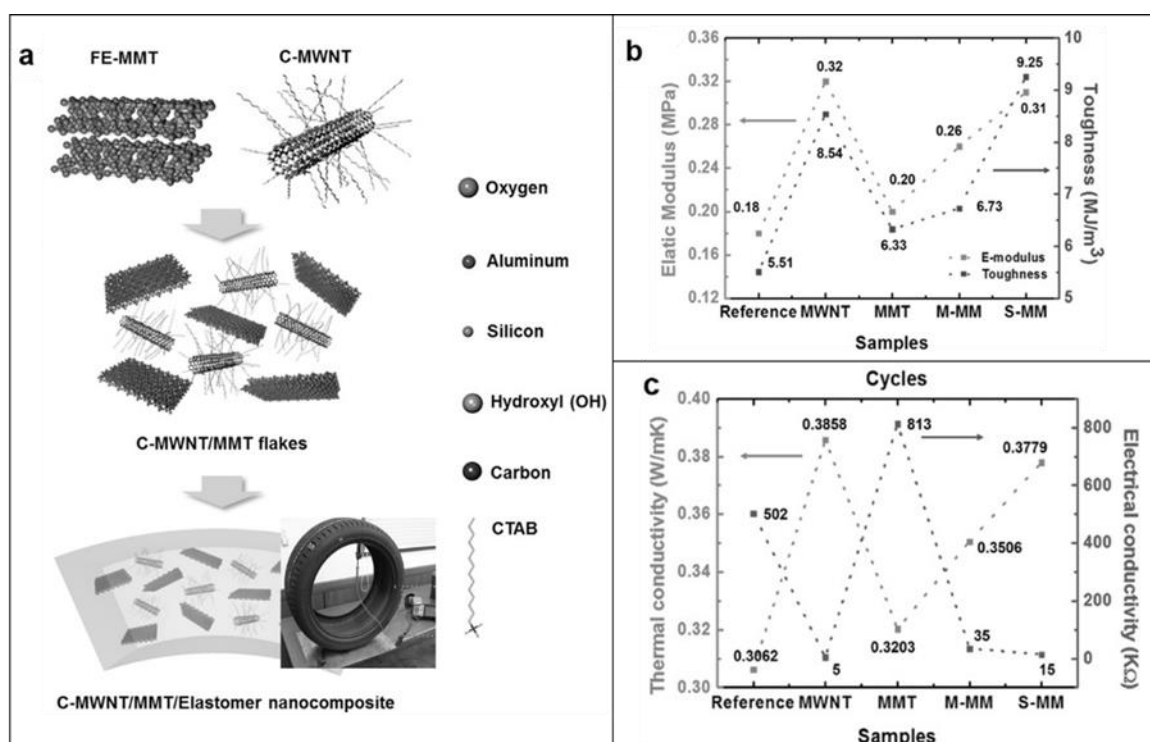 a
FE-MMT
C-MWNT
Oxygen
Aluminum
Silicon
Hydroxyl (OH)
Carbon
CTAB
C-MWNT/MMT flakes
C-MWNT/MMT/Elastomer nanocomposite
b
Elatic Modulus (MPa)
0.36
0.32
0.28
0.24
0.20
0.16
0.12
0.18
0.32
0.20
0.26
0.31
5.51
8.54
6.33
6.73
9.25
E-modulus
Toughness
10
9
8
7
6
5
Toughness (MJ/m³)
Reference MWNT MMT M-MM S-MM
Samples
c
Cycles
Thermal conductivity (W/mK)
0.40
0.38
0.36
0.34
0.32
0.30
0.3062
0.3858
0.3203
0.3506
0.3779
502
5
813
35
15
800
700
600
500
400
300
200
100
0
Electrical conductivity (KΩ)
Reference MWNT MMT M-MM S-MM
Samples